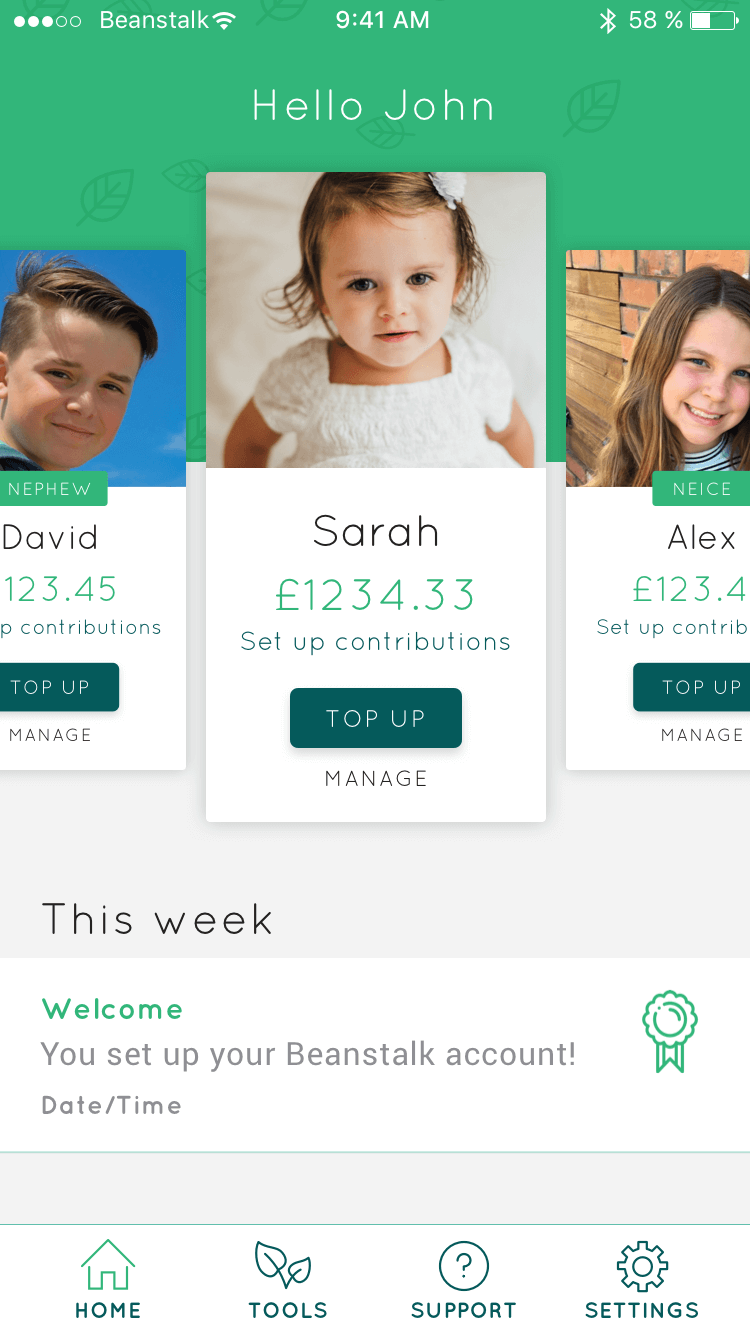 Beanstalk 9:41 AM 58 %
Hello John
NEPHEW
David
123.45
p contributions
TOP UP
MANAGE
Sarah
£1234.33
Set up contributions
TOP UP
MANAGE
NEICE
Alex
£123.4
Set up contrib
TOP UP
MANAGE
This week
Welcome
You set up your Beanstalk account!
Date/Time
HOME TOOLS SUPPORT SETTINGS